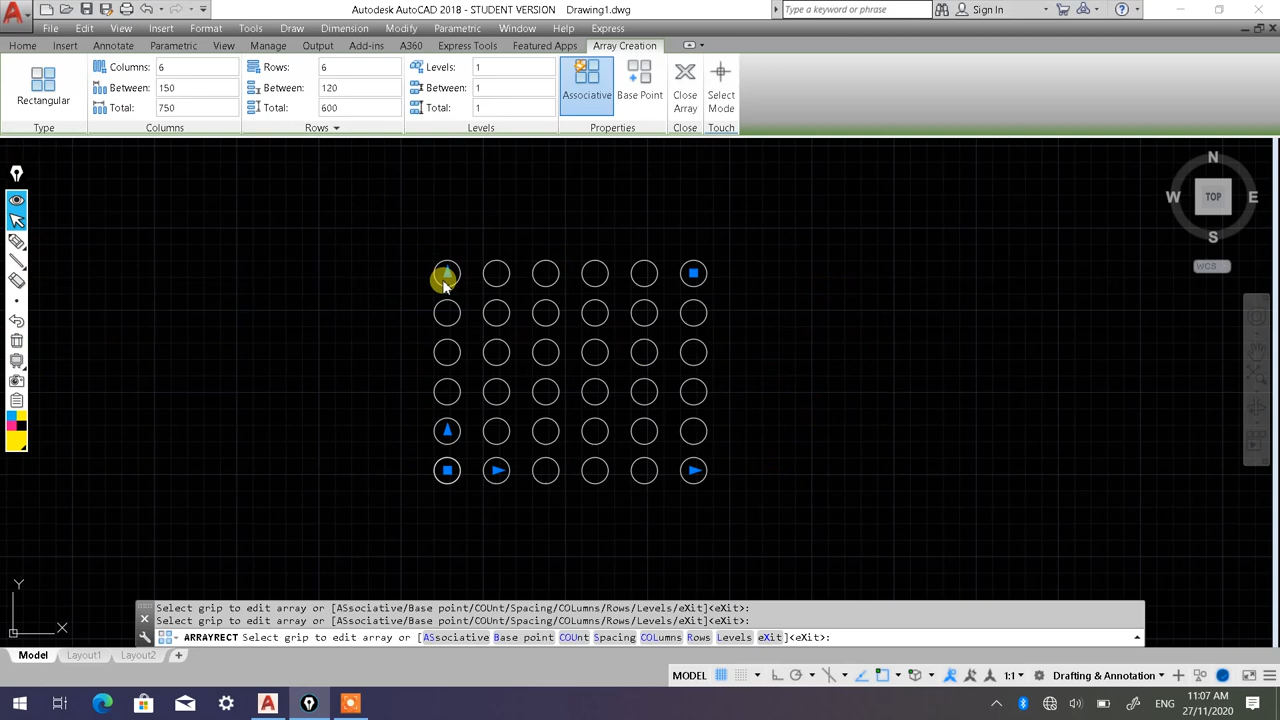 Autodesk AutoCAD 2018 - STUDENT VERSION Drawing1.dwg
Type a keyword or phrase
Sign In
File Edit View Insert Format Tools Draw Dimension Modify Parametric Window Help Express
Home Insert Annotate Parametric View Manage Output Add-ins A360 Express Tools Featured Apps Array Creation
Columns: 6 Rows: 6 Levels: 1
Between: 150 Between: 120 Between: 1
Total: 750 Total: 600 Total: 1
Rectangular
Associative
Base Point
Close
Array
Select
Mode
Type Columns Rows Levels Properties Close Touch
N
W TOP E
S
WCS
Y
X
Select grip to edit array or [ASsociative/Base point/COUnt/Spacing/COLumns/Rows/Levels/eXit]<eXit>:
Select grip to edit array or [ASsociative/Base point/COUnt/Spacing/COLumns/Rows/Levels/eXit]<eXit>:
ARRAYRECT Select grip to edit array or [ASsociative Base point COUnt Spacing COLumns Rows Levels eXit]<eXit>:
Model Layout1 Layout2 +
MODEL 1:1 Drafting & Annotation
ENG
11:07 AM
27/11/2020